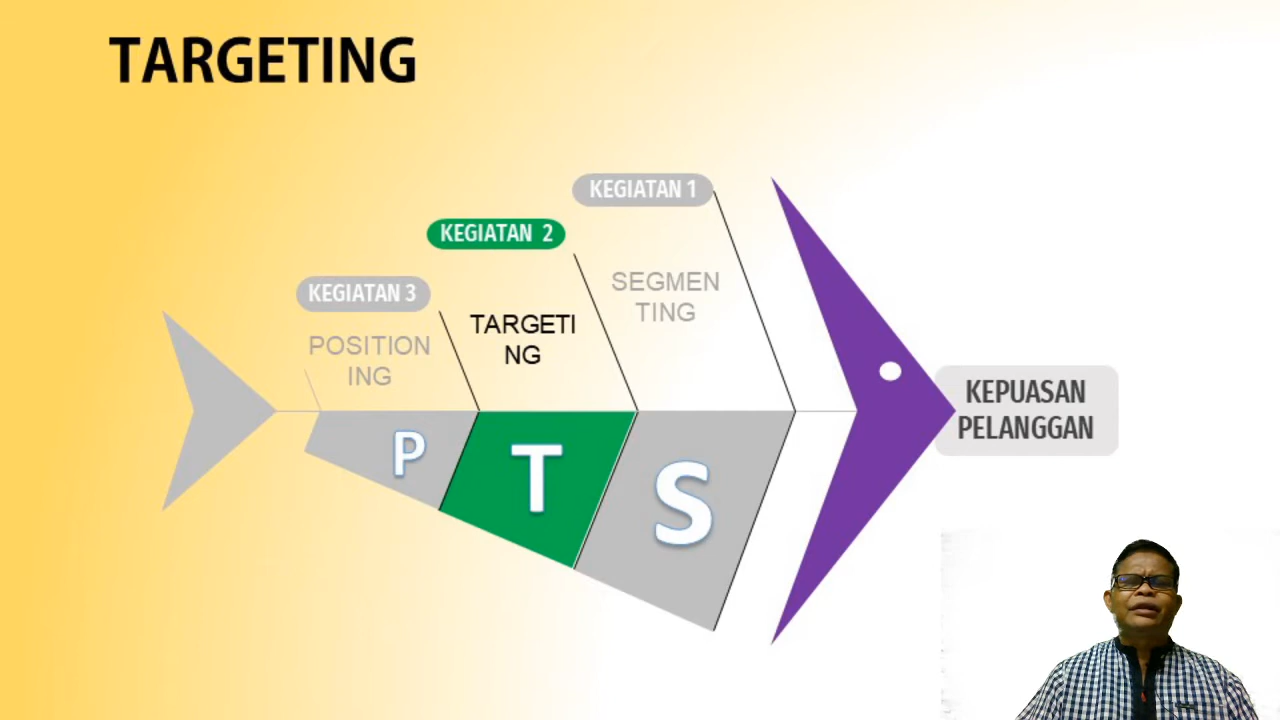 TARGETING
KEGIATAN 1
KEGIATAN 2
KEGIATAN 3
SEGMEN
TING
TARGETI
NG
POSITION
ING
P
T
S
KEPUASAN
PELANGGAN